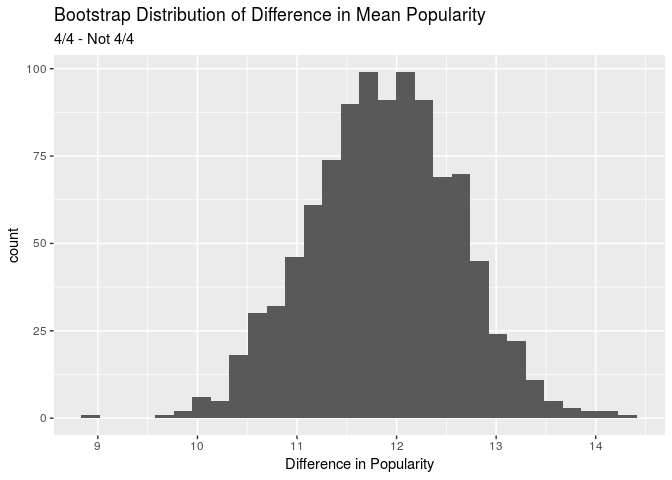 Bootstrap Distribution of Difference in Mean Popularity
4/4 - Not 4/4
100
75
50
25
0
count
9 10 11 12 13 14
Difference in Popularity